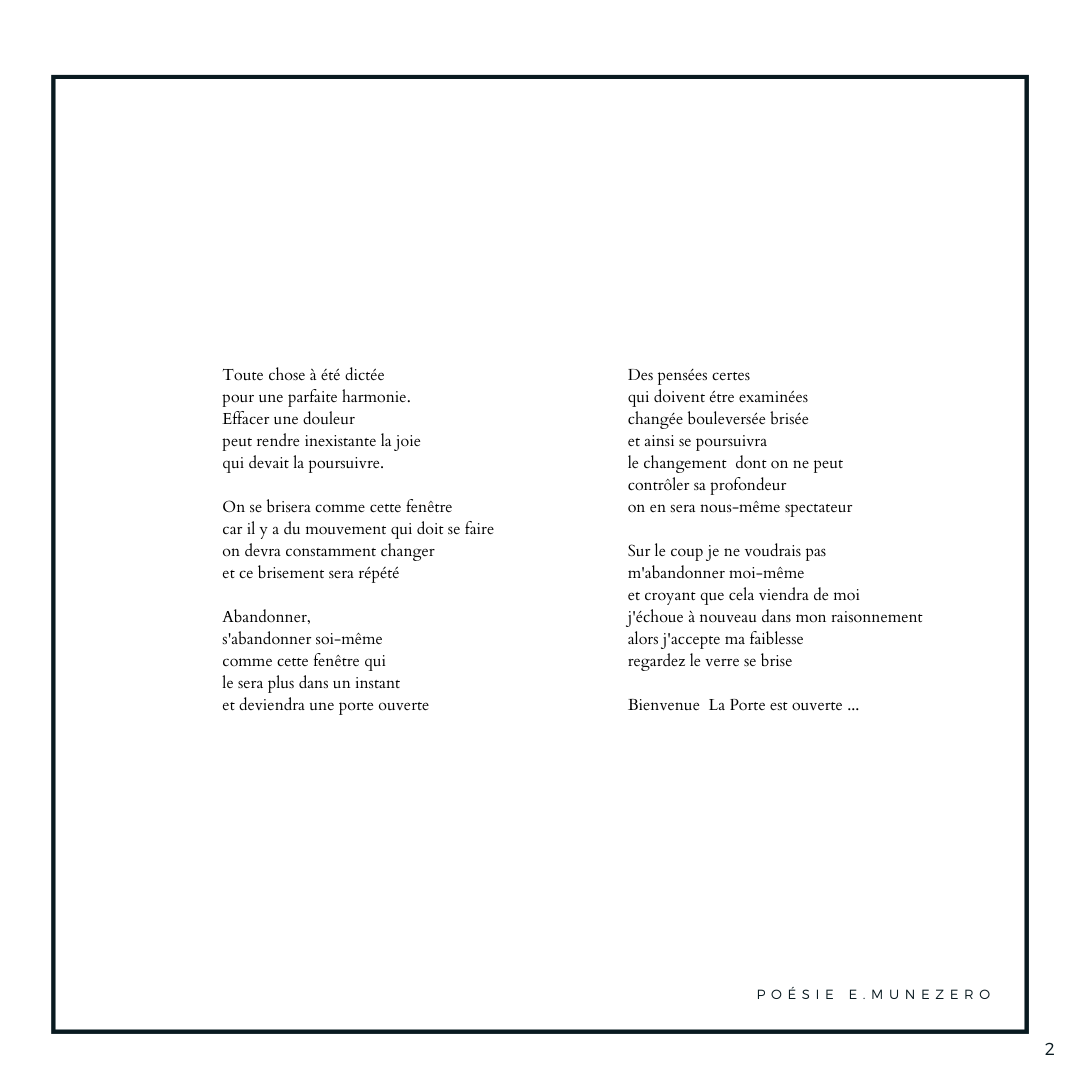 Toute chose à été dictée
pour une parfaite harmonie.
Effacer une douleur
peut rendre inexistante la joie
qui devait la poursuivre.

On se brisera comme cette fenêtre
car il y a du mouvement qui doit se faire
on devra constamment changer
et ce brisement sera répété

Abandonner,
s'abandonner soi-même
comme cette fenêtre qui
le sera plus dans un instant
et deviendra une porte ouverte

Des pensées certes
qui doivent étre examinées
changée bouleversée brisée
et ainsi se poursuivra
le changement  dont on ne peut
contrôler sa profondeur
on en sera nous-même spectateur

Sur le coup je ne voudrais pas
m'abandonner moi-même
et croyant que cela viendra de moi
j'échoue à nouveau dans mon raisonnement
alors j'accepte ma faiblesse
regardez le verre se brise

Bienvenue  La Porte est ouverte ...

POÉSIE E.MUNEZERO
2